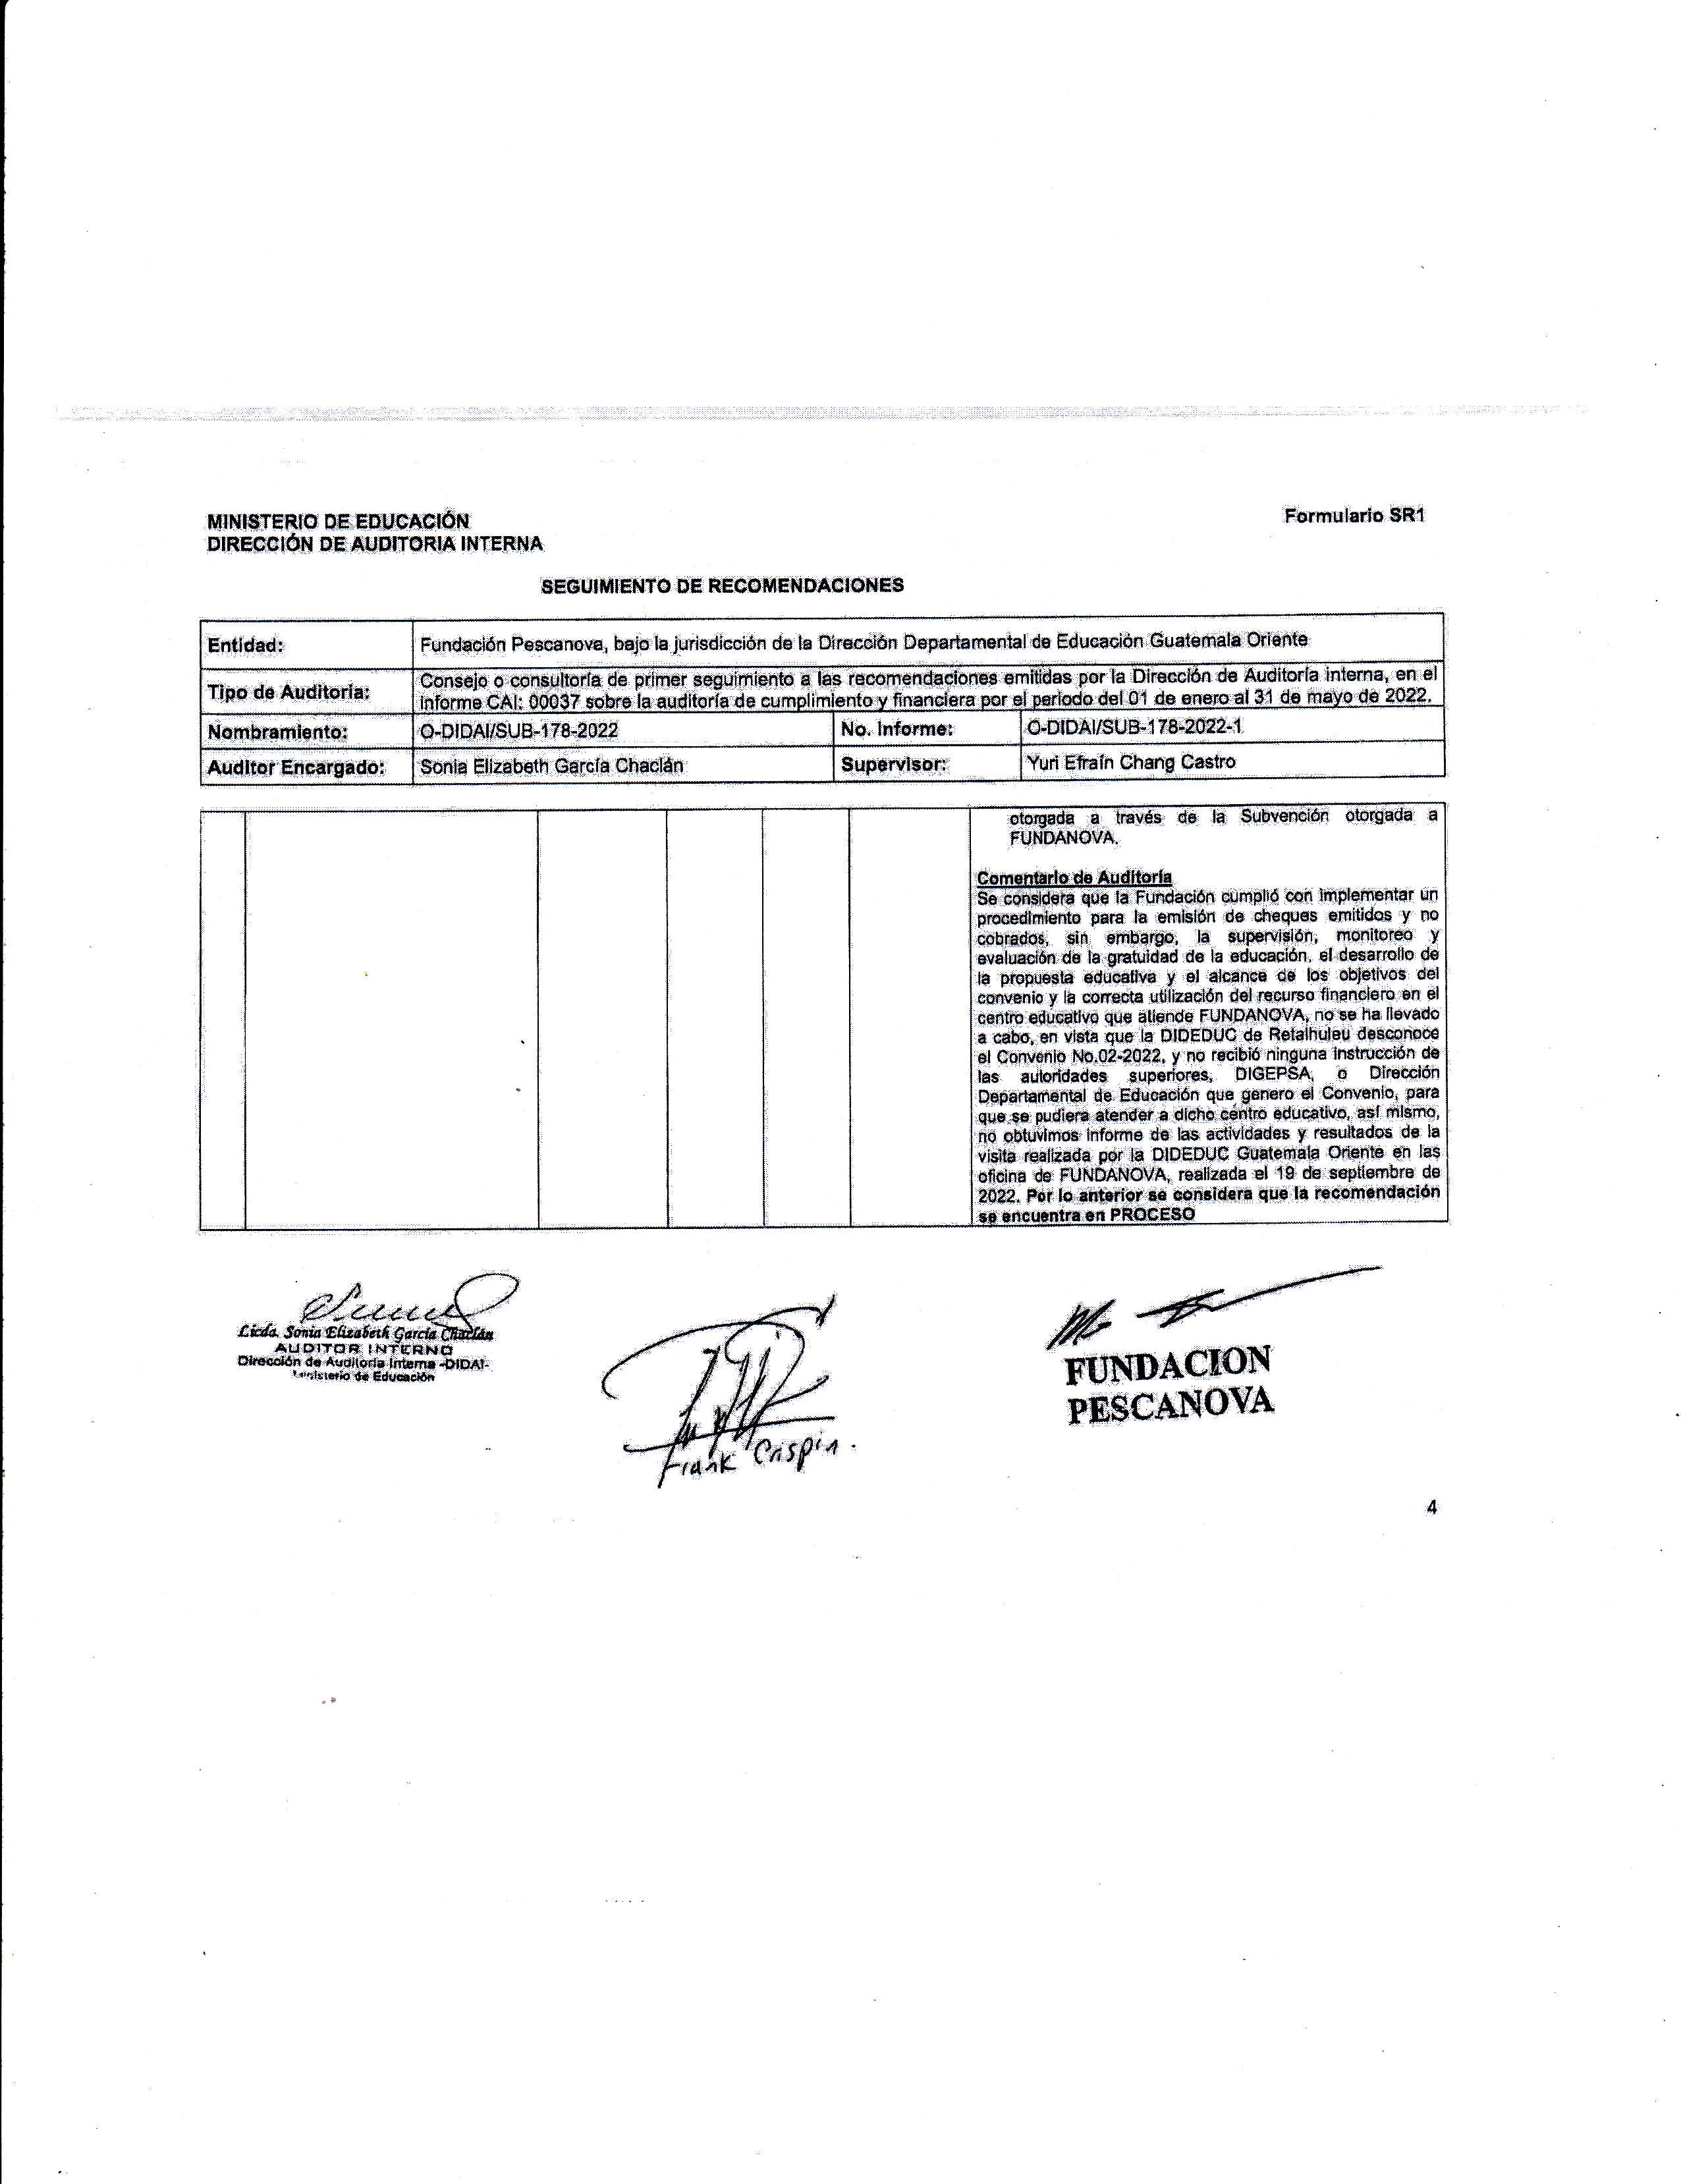 MINISTERIO DE EDUCACIÓN
DIRECCIÓN DE AUDITORIA INTERNA
Formulario SR1
SEGUIMIENTO DE RECOMENDACIONES
Entidad: Fundación Pescanova, bajo la jurisdicción de la Dirección Departamental de Educación Guatemala Oriente
Tipo de Auditoría: Consejo o consultoría de primer seguimiento a las recomendaciones emitidas por la Dirección de Auditoría interna, en el
informe CAI: 00037 sobre la auditoría de cumplimiento y financiera por el período del 01 de enero al 31 de mayo de 2022.
Nombramiento: O-DIDAI/SUB-178-2022 No. Informe: O-DIDAI/SUB-178-2022-1
Auditor Encargado: Sonia Elizabeth García Chaclán Supervisor: Yuri Efraín Chang Castro
otorgada a través de la Subvención otorgada a
FUNDANOVA.
Comentario de Auditoría
Se considera que la Fundación cumplió con implementar un
procedimiento para la emisión de cheques emitidos y no
cobrados, sin embargo, la supervisión, monitoreo y
evaluación de la gratuidad de la educación, el desarrollo de
la propuesta educativa y el alcance de los objetivos del
convenio y la correcta utilización del recurso financiero en el
centro educativo que atiende FUNDANOVA, no se ha llevado
a cabo, en vista que la DIDEDUC de Retalhuleu desconoce
el Convenio No.02-2022, y no recibió ninguna instrucción de
las autoridades superiores, DIGEPSA, o Dirección
Departamental de Educación que genero el Convenio, para
que se pudiera atender a dicho centro educativo, así mismo,
no obtuvimos informe de las actividades y resultados de la
visita realizada por la DIDEDUC Guatemala Oriente en las
oficina de FUNDANOVA, realizada el 19 de septiembre de
2022. Por lo anterior se considera que la recomendación
se encuentra en PROCESO
Licda. Sonia Elizabeth García Chaclán
AUDITOR INTERNO
Dirección de Auditoría Interna -DIDAI-
Ministerio de Educación
Frank Crispin.
FUNDACION
PESCANOVA
4